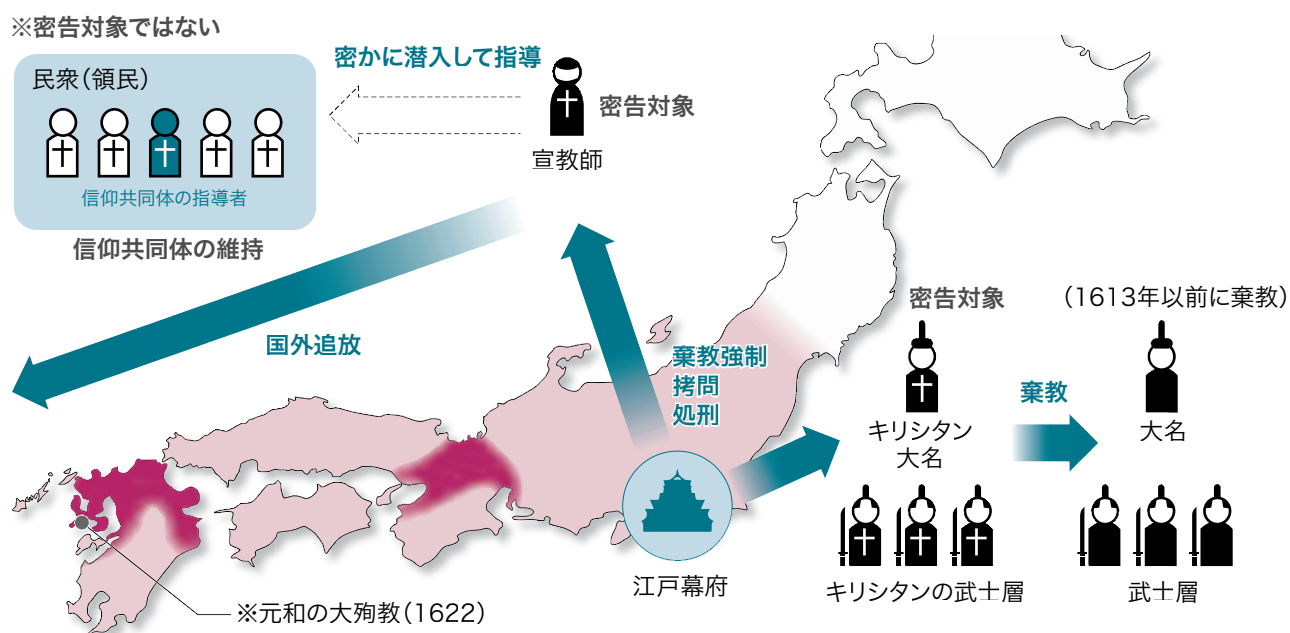 ※密告対象ではない
民衆(領民)
信仰共同体の指導者
信仰共同体の維持
密かに潜入して指導
密告対象
宣教師
国外追放
棄教強制
拷問
処刑
密告対象
(1613年以前に棄教)
キリシタン
大名
棄教
大名
江戸幕府
キリシタンの武士層
武士層
※元和の大殉教(1622)